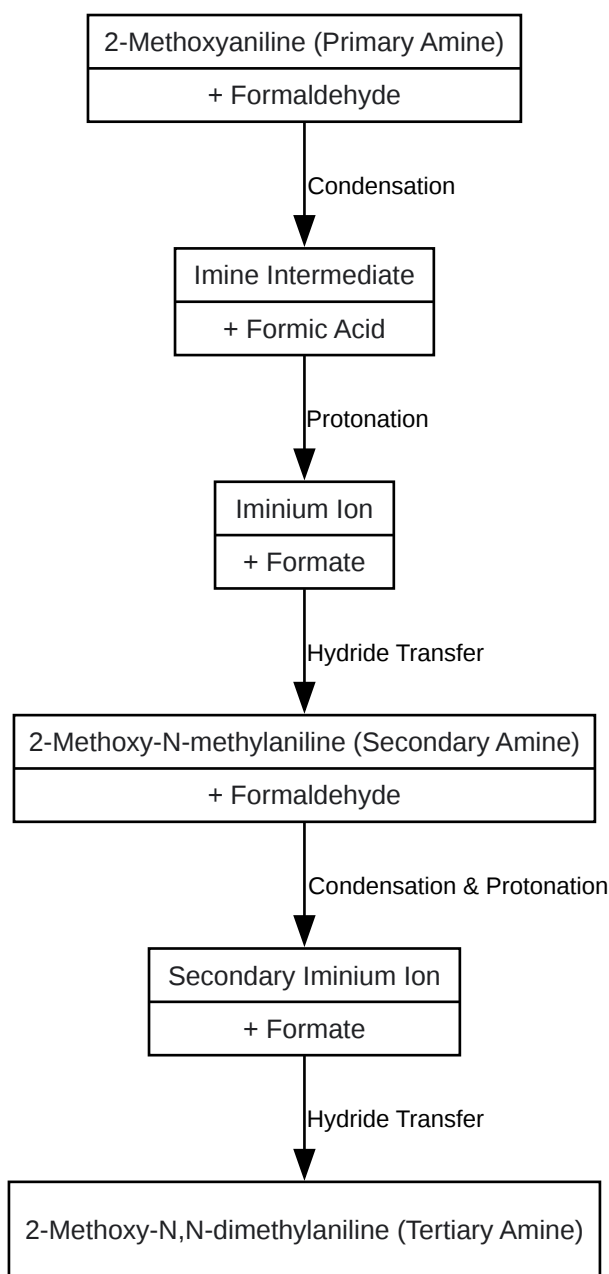 2-Methoxyaniline (Primary Amine)
+ Formaldehyde
Condensation
Imine Intermediate
+ Formic Acid
Protonation
Iminium Ion
+ Formate
Hydride Transfer
2-Methoxy-N-methylaniline (Secondary Amine)
+ Formaldehyde
Condensation & Protonation
Secondary Iminium Ion
+ Formate
Hydride Transfer
2-Methoxy-N,N-dimethylaniline (Tertiary Amine)